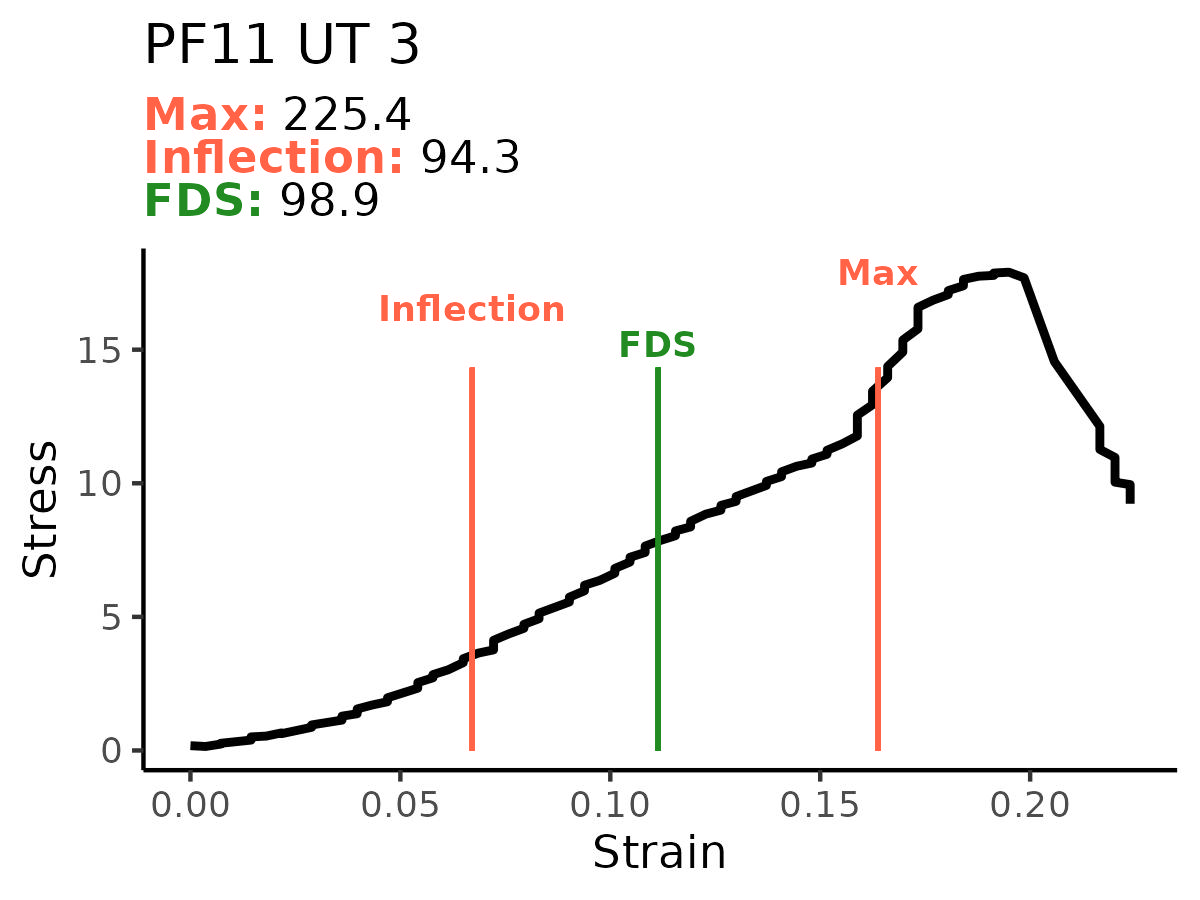 PF11 UT 3
Max: 225.4
Inflection: 94.3
FDS: 98.9
Max
Inflection
FDS
15
10
5
0
Stress
0.00 0.05 0.10 0.15 0.20
Strain